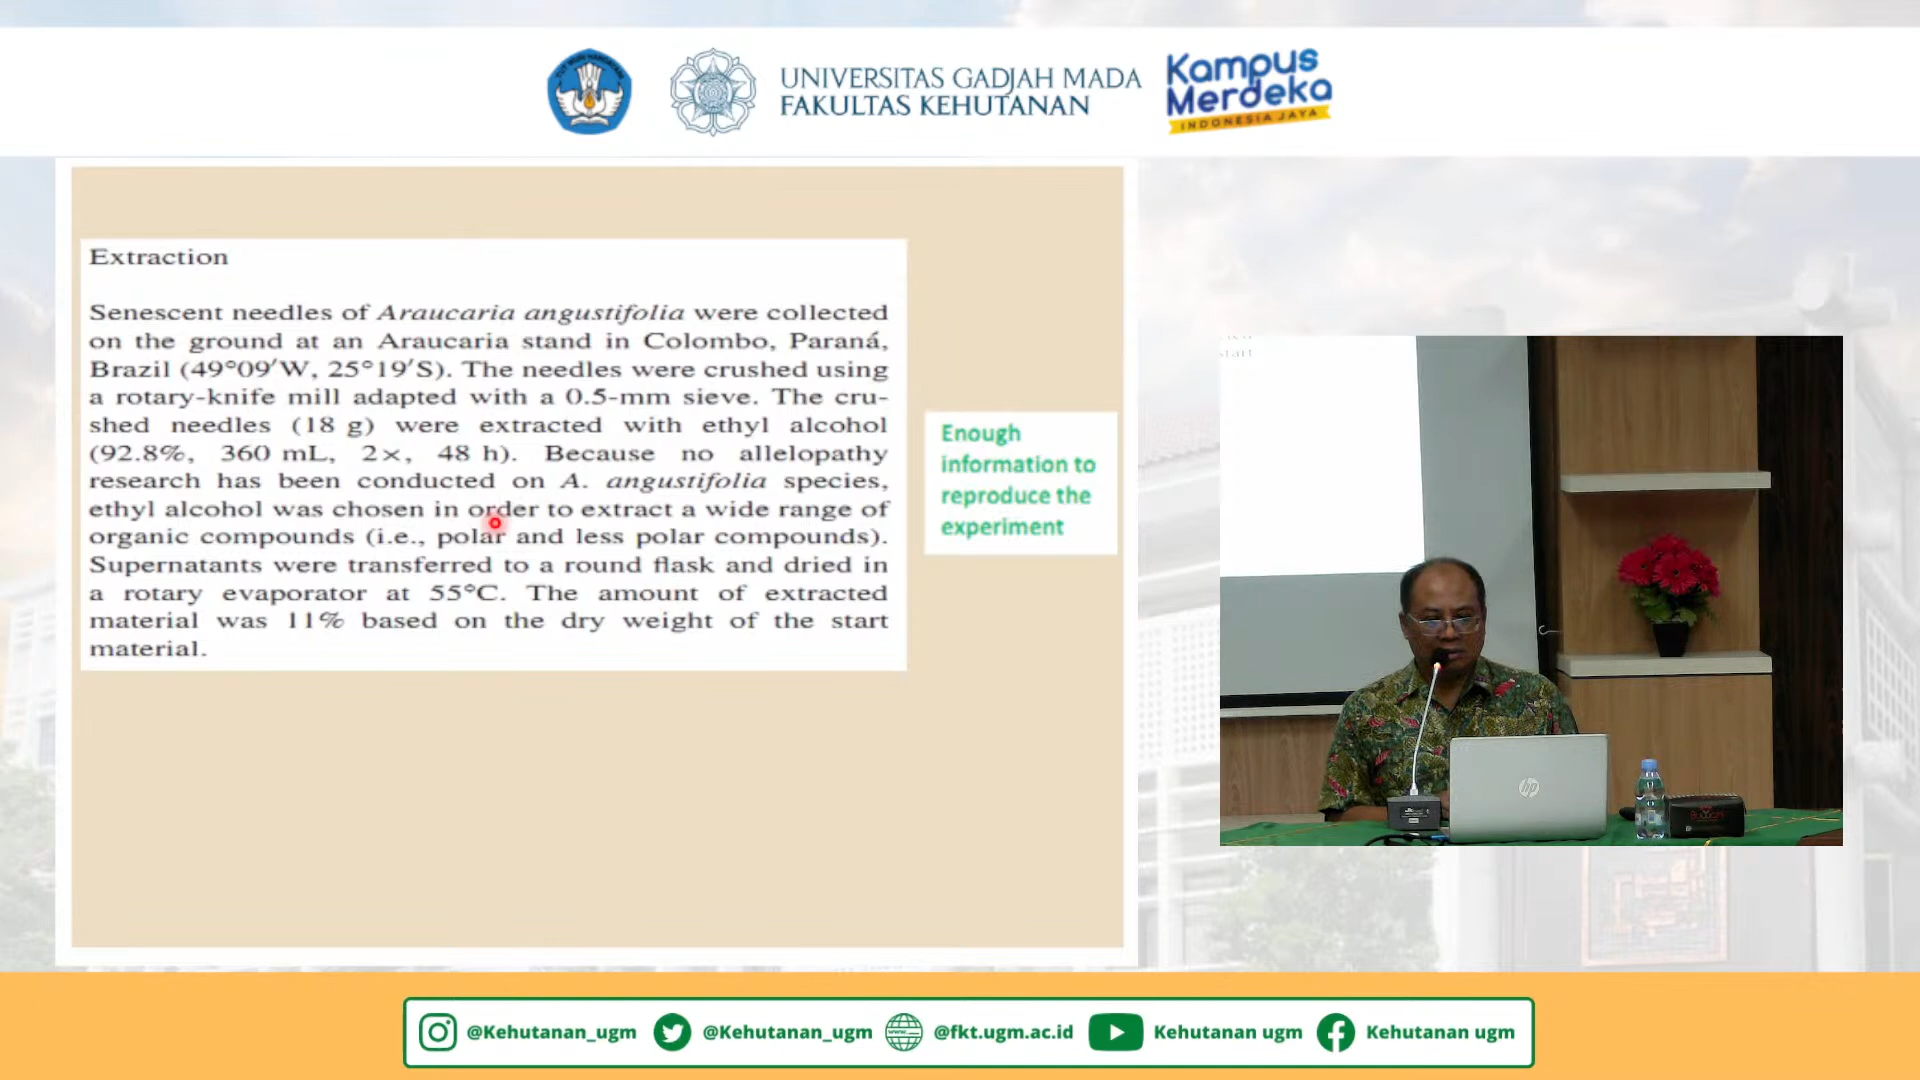 UNIVERSITAS GADJAH MADA
FAKULTAS KEHUTANAN
Kampus
Merdeka
INDONESIA JAYA
Extraction
Senescent needles of Araucaria angustifolia were collected
on the ground at an Araucaria stand in Colombo, Paraná,
Brazil (49°09′W, 25°19′S). The needles were crushed using
a rotary-knife mill adapted with a 0.5-mm sieve. The cru-
shed needles (18 g) were extracted with ethyl alcohol
(92.8%, 360 mL, 2×, 48 h). Because no allelopathy
research has been conducted on A. angustifolia species,
ethyl alcohol was chosen in order to extract a wide range of
organic compounds (i.e., polar and less polar compounds).
Supernatants were transferred to a round flask and dried in
a rotary evaporator at 55°C. The amount of extracted
material was 11% based on the dry weight of the start
material.
Enough
information to
reproduce the
experiment
start
hp
@Kehutanan_ugm
@Kehutanan_ugm
@fkt.ugm.ac.id
Kehutanan ugm
Kehutanan ugm